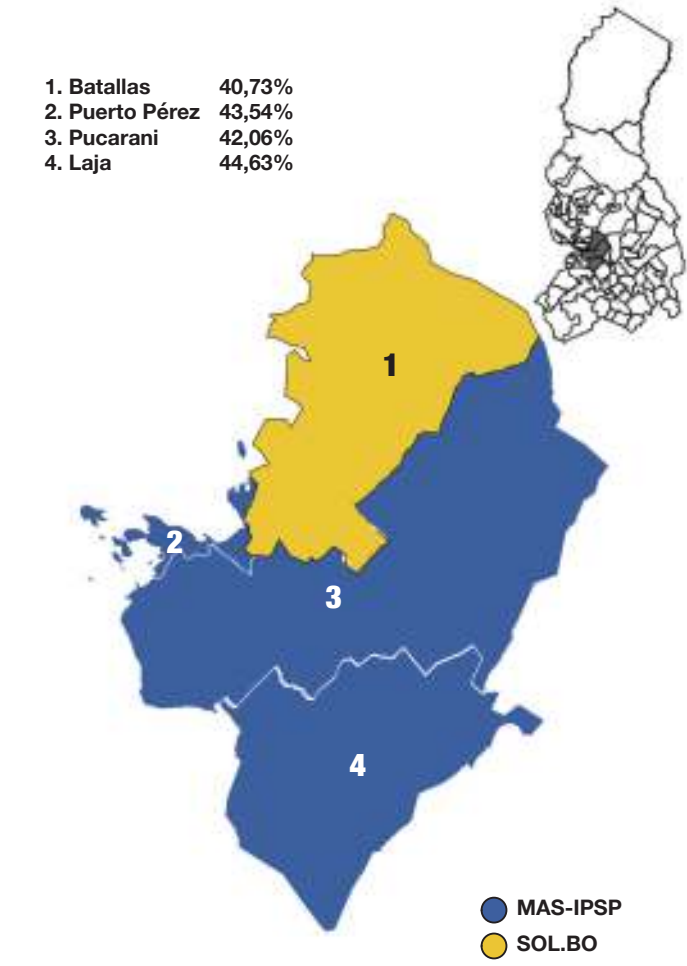 1. Batallas 40,73%
2. Puerto Pérez 43,54%
3. Pucarani 42,06%
4. Laja 44,63%
1
2
3
4
MAS-IPSP
SOL.BO